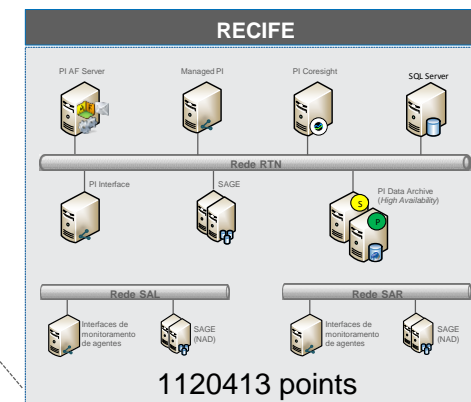 RECIFE
PI AF Server
Managed PI
PI Coresight
SQL Server
Rede RTN
PI Interface
SAGE
PI Data Archive
(High Availability)
S
P
Rede SAL
Rede SAR
Interfaces de
monitoramento
de agentes
SAGE
(NAD)
Interfaces de
monitoramento
de agentes
SAGE
(NAD)
1120413 points